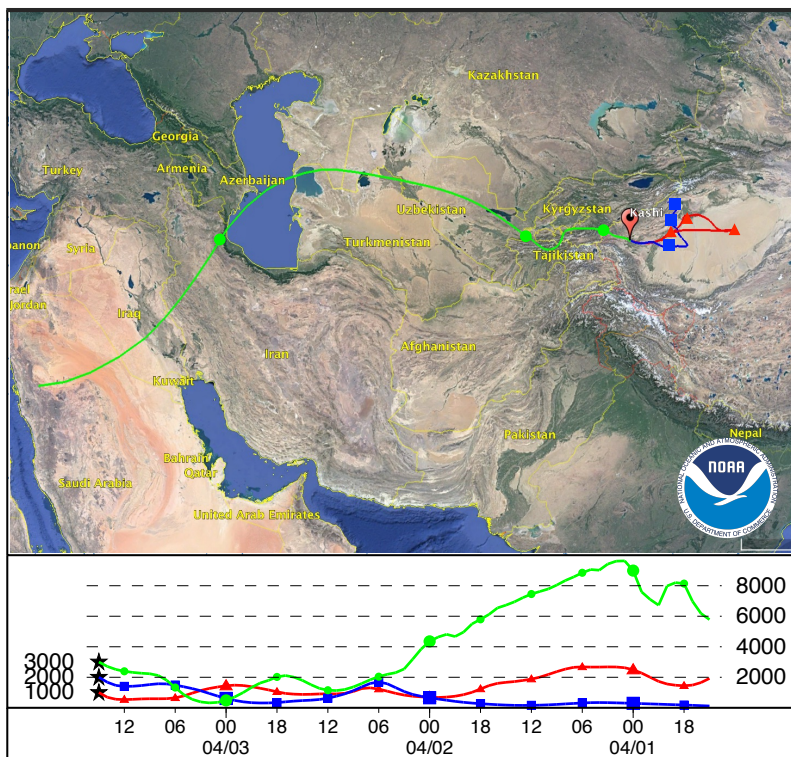 Kazakhstan
Georgia
Turkey
Armenia
Azerbaijan
Kashi
Uzbekistan
Kyrgyzstan
Turkmenistan
Tajikistan
banon
Syria
rael
Jordan
Iraq
Iran
Afghanistan
Kuwait
Pakistan
Nepal
Bahrain
Qatar
Saudi Arabia
United Arab Emirates
NATIONAL OCEANIC AND ATMOSPHERIC ADMINISTRATION
NOAA
U.S. DEPARTMENT OF COMMERCE
8000
6000
4000
3000
2000 2000
1000
12 06 00 18 12 06 00 18 12 06 00 18
04/03 04/02 04/01